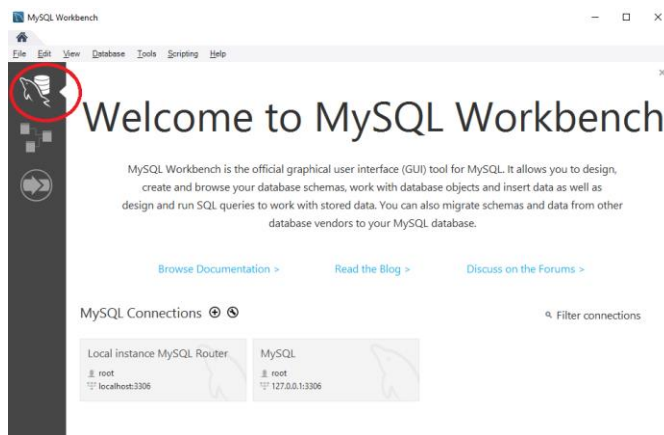 MySQL Workbench
File Edit View Database Tools Scripting Help
Welcome to MySQL Workbench
MySQL Workbench is the official graphical user interface (GUI) tool for MySQL. It allows you to design,
create and browse your database schemas, work with database objects and insert data as well as
design and run SQL queries to work with stored data. You can also migrate schemas and data from other
database vendors to your MySQL database.
Browse Documentation > Read the Blog > Discuss on the Forums >
MySQL Connections Filter connections
Local instance MySQL Router MySQL
root root
localhost:3306 127.0.0.1:3306